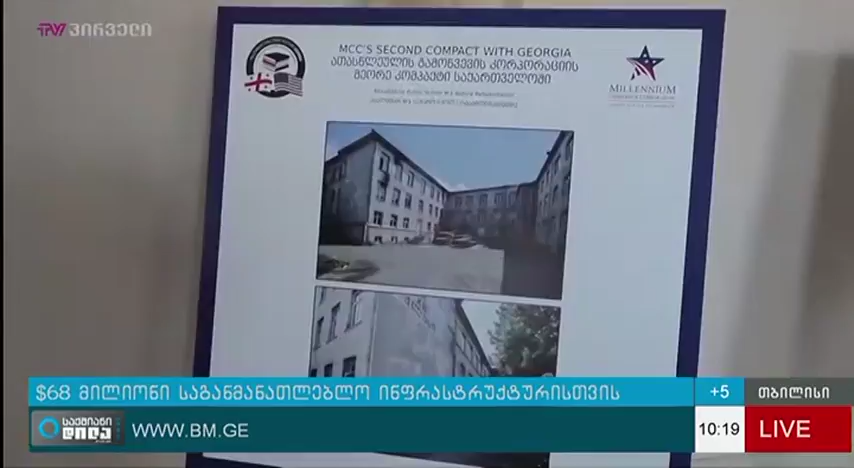 TV ᲞᲘᲠᲕᲔᲚᲘ
MCC'S SECOND COMPACT WITH GEORGIA
ᲐᲗᲐᲡᲬᲚᲔᲣᲚᲘᲡ ᲒᲐᲛᲝᲬᲕᲔᲕᲘᲡ ᲙᲝᲠᲞᲝᲠᲐᲪᲘᲘᲡ
ᲛᲔᲝᲠᲔ ᲙᲝᲛᲞᲐᲥᲢᲘ ᲡᲐᲥᲐᲠᲗᲕᲔᲚᲝᲨᲘ
MILLENNIUM
$68 ᲛᲘᲚᲘᲝᲜᲘ ᲡᲐᲒᲐᲜᲛᲐᲜᲐᲗᲚᲔᲑᲚᲝ ᲘᲜᲤᲠᲐᲡᲢᲠᲣᲥᲢᲣᲠᲘᲡᲗᲕᲘᲡ
+5 ᲗᲑᲘᲚᲘᲡᲘ
ᲡᲐᲥᲛᲘᲐᲜᲘ
ᲓᲘᲚᲐ
WWW.BM.GE
10:19 LIVE